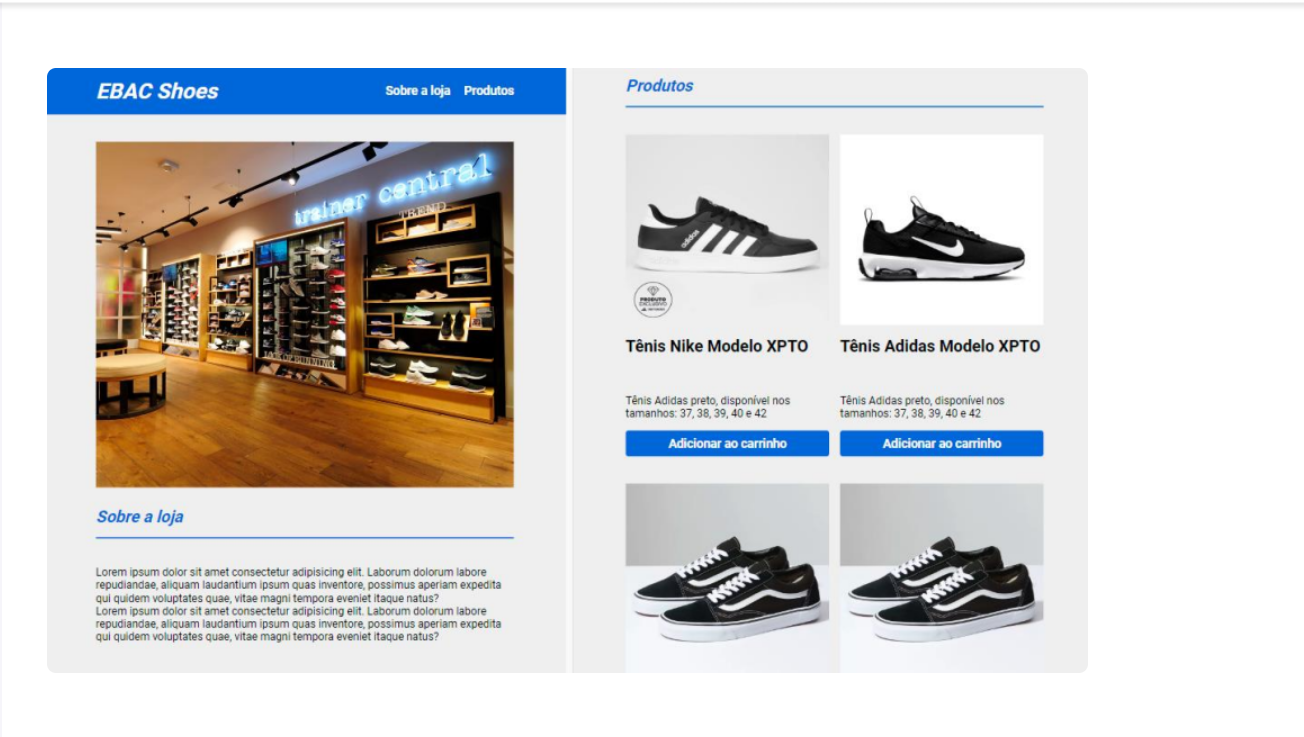 EBAC Shoes
Sobre a loja
Produtos
trainer central
TREND
Sobre a loja
Lorem ipsum dolor sit amet consectetur adipisicing elit. Laborum dolorum labore
repudiandae, aliquam laudantium ipsum quas inventore, possimus aperiam expedita
qui quidem voluptates quae, vitae magni tempora eveniet itaque natus?
Lorem ipsum dolor sit amet consectetur adipisicing elit. Laborum dolorum labore
repudiandae, aliquam laudantium ipsum quas inventore, possimus aperiam expedita
qui quidem voluptates quae, vitae magni tempora eveniet itaque natus?
Produtos
adidas
PRODUTO
EXCLUSIVO
Tênis Nike Modelo XPTO
Tênis Adidas Modelo XPTO
Tênis Adidas preto, disponível nos
tamanhos: 37, 38, 39, 40 e 42
Tênis Adidas preto, disponível nos
tamanhos: 37, 38, 39, 40 e 42
Adicionar ao carrinho
Adicionar ao carrinho